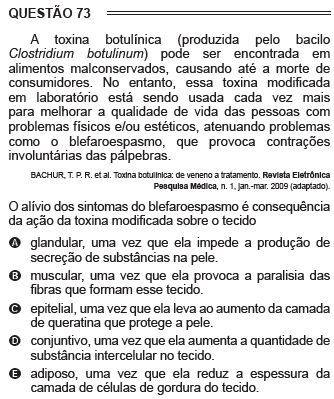 QUESTÃO 73
A toxina botulínica (produzida pelo bacilo
Clostridium botulinum) pode ser encontrada em
alimentos malconservados, causando até a morte de
consumidores. No entanto, essa toxina modificada
em laboratório está sendo usada cada vez mais
para melhorar a qualidade de vida das pessoas com
problemas físicos e/ou estéticos, atenuando problemas
como o blefaroespasmo, que provoca contrações
involuntárias das pálpebras.
BACHUR, T. P. R. et al. Toxina botulínica: de veneno a tratamento. Revista Eletrônica
Pesquisa Médica, n. 1, jan.-mar. 2009 (adaptado).
O alívio dos sintomas do blefaroespasmo é consequência
da ação da toxina modificada sobre o tecido
A glandular, uma vez que ela impede a produção de
secreção de substâncias na pele.
B muscular, uma vez que ela provoca a paralisia das
fibras que formam esse tecido.
C epitelial, uma vez que ela leva ao aumento da camada
de queratina que protege a pele.
D conjuntivo, uma vez que ela aumenta a quantidade de
substância intercelular no tecido.
E adiposo, uma vez que ela reduz a espessura da
camada de células de gordura do tecido.